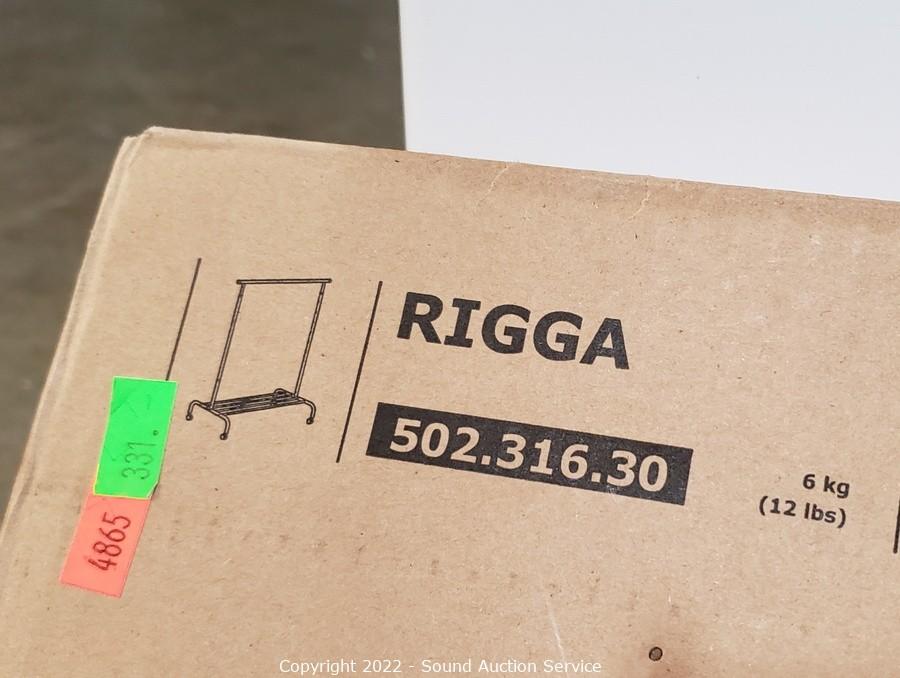 RIGGA
502.316.30
6 kg
(12 lbs)
331.
4865
Copyright 2022 - Sound Auction Service